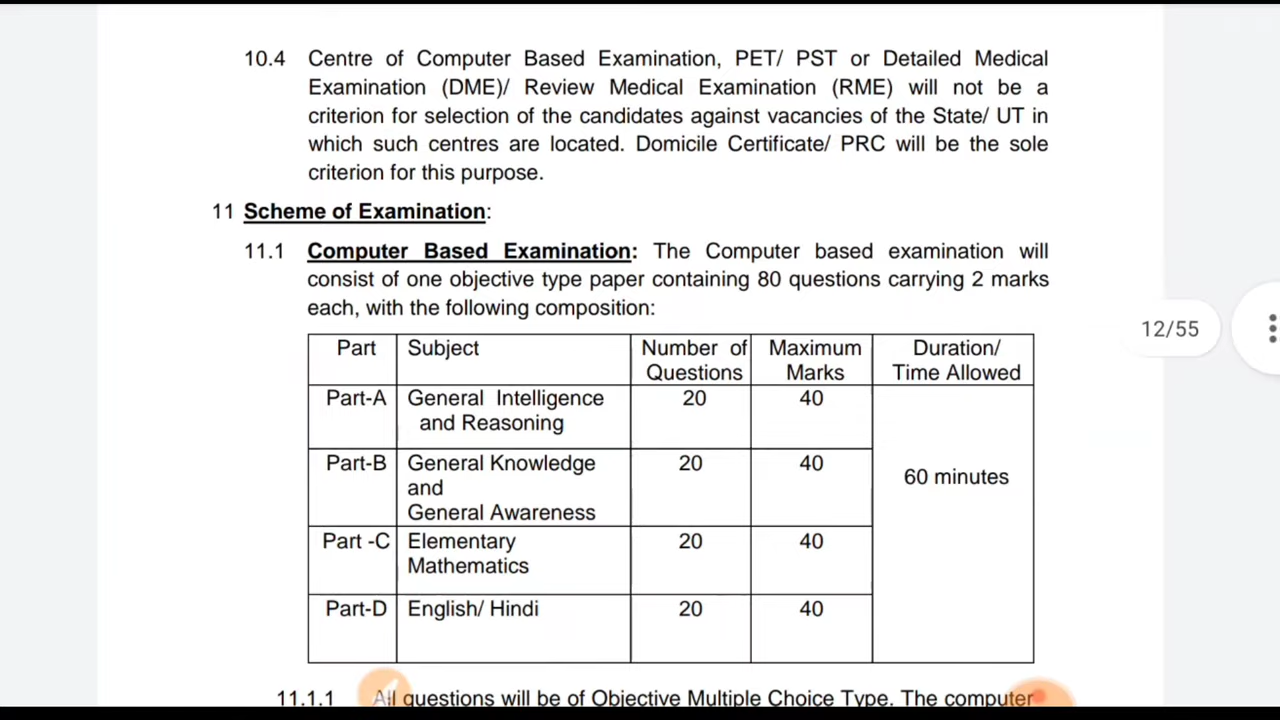 10.4 Centre of Computer Based Examination, PET/ PST or Detailed Medical
Examination (DME)/ Review Medical Examination (RME) will not be a
criterion for selection of the candidates against vacancies of the State/ UT in
which such centres are located. Domicile Certificate/ PRC will be the sole
criterion for this purpose.
11 Scheme of Examination:
11.1 Computer Based Examination: The Computer based examination will
consist of one objective type paper containing 80 questions carrying 2 marks
each, with the following composition:
12/55
Part Subject Number of Questions Maximum Marks Duration/ Time Allowed
Part-A General Intelligence and Reasoning 20 40
Part-B General Knowledge and General Awareness 20 40 60 minutes
Part -C Elementary Mathematics 20 40
Part-D English/ Hindi 20 40
11.1.1 All questions will be of Objective Multiple Choice Type. The computer